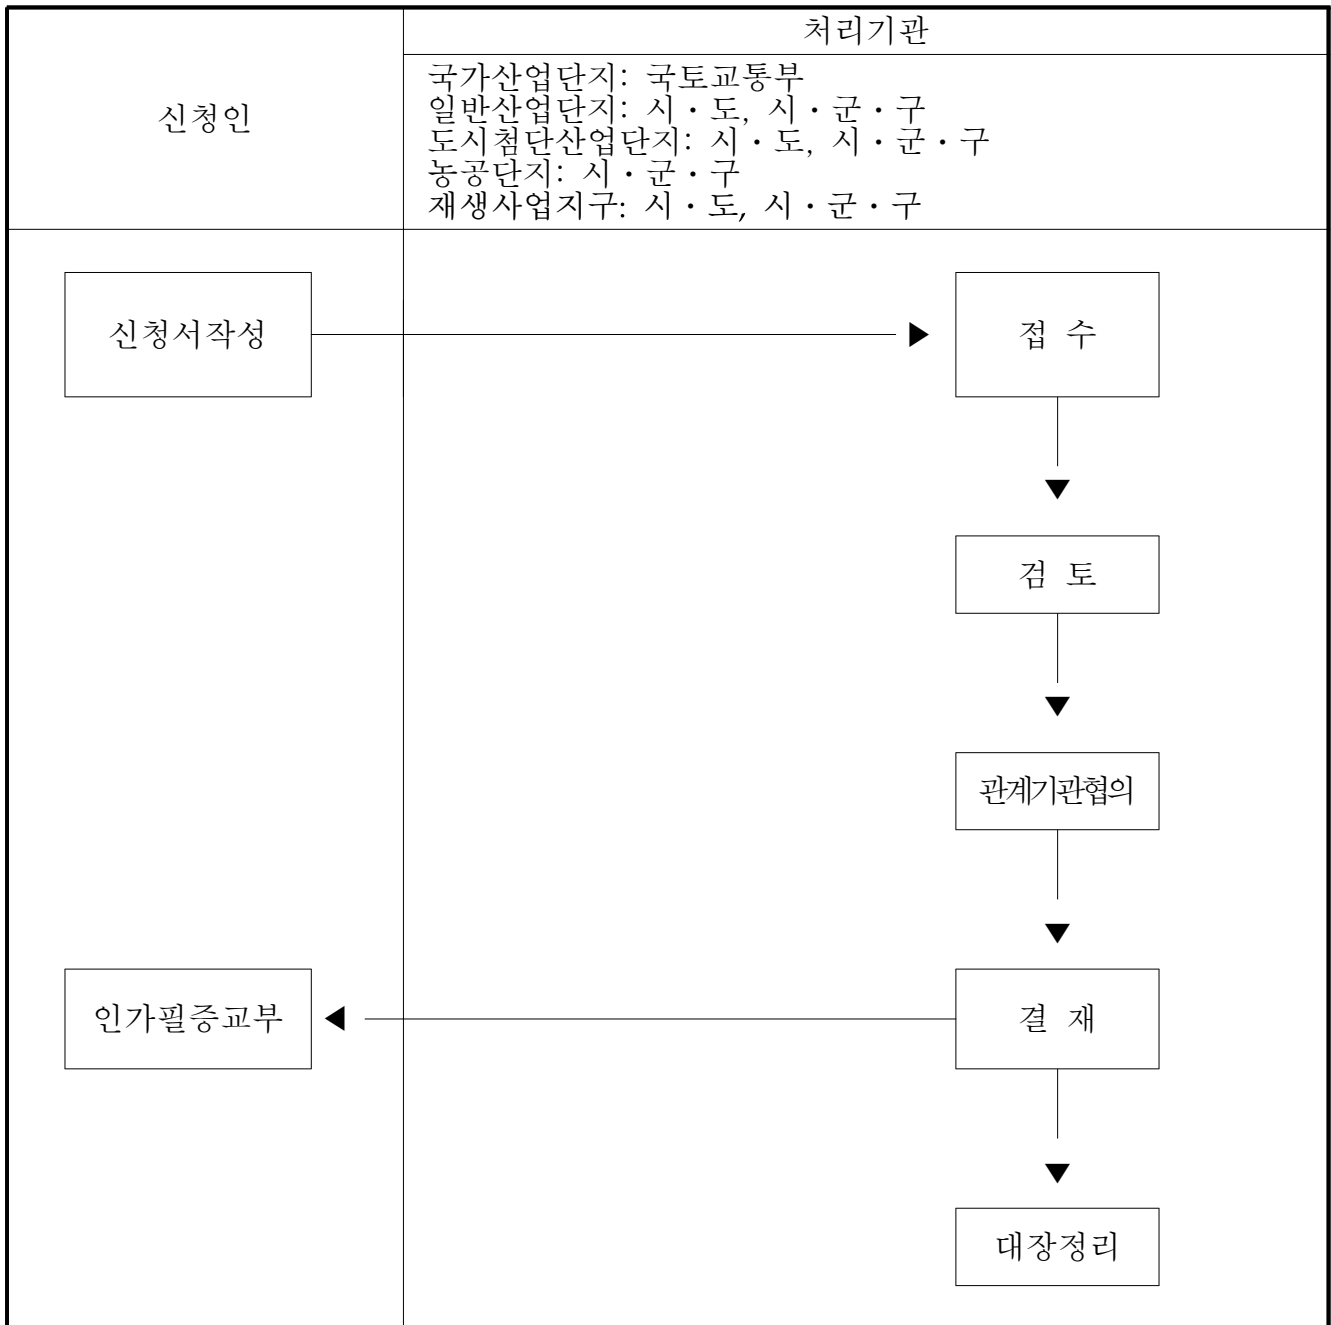 신청인
처리기관
국가산업단지: 국토교통부
일반산업단지: 시・도, 시・군・구
도시첨단산업단지: 시・도, 시・군・구
농공단지: 시・군・구
재생사업지구: 시・도, 시・군・구
신청서작성
접 수
검 토
관계기관협의
인가필증교부
결 재
대장정리